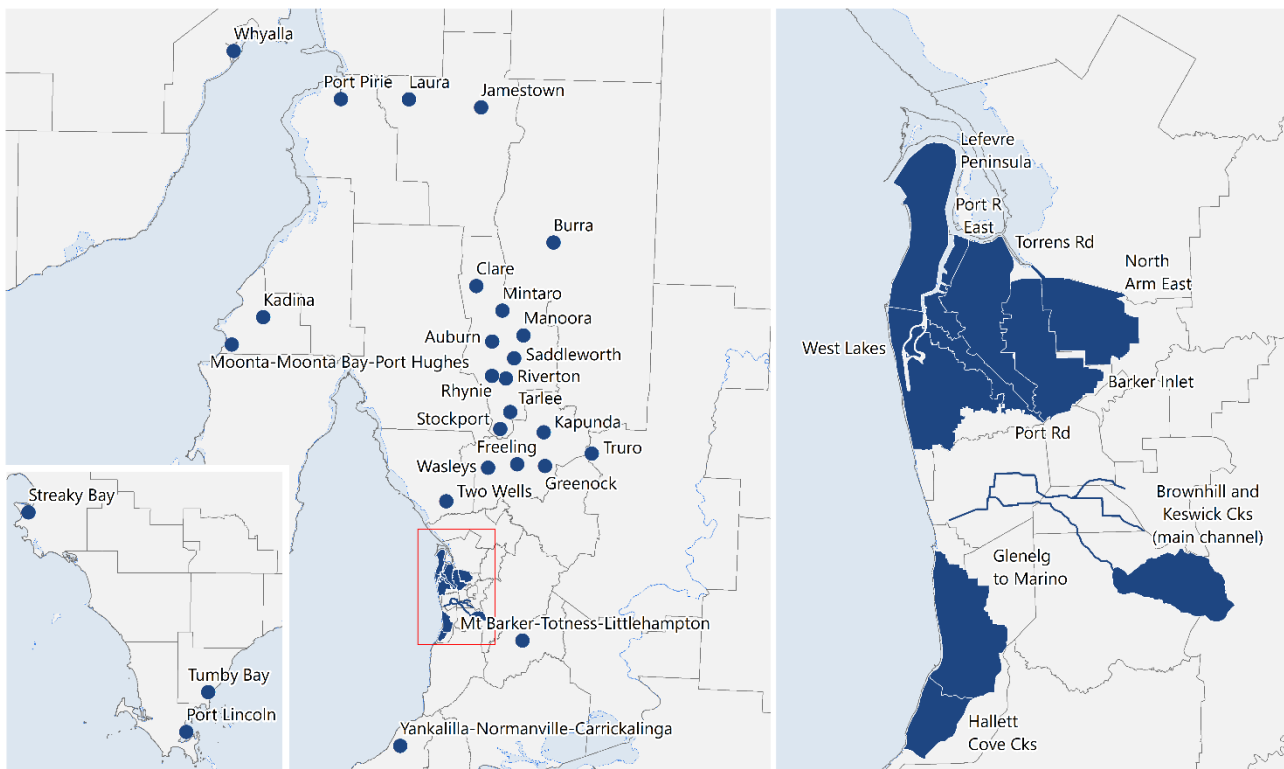 Whyalla
Port Pirie
Laura
Jamestown
Burra
Clare
Kadina
Mintaro
Manoora
Auburn
Moonta-Moonta Bay-Port Hughes
Saddleworth
Rhynie
Riverton
Tarlee
Stockport
Kapunda
Freeling
Truro
Wasleys
Greenock
Two Wells
Mt Barker-Totness-Littlehampton
Yankalilla-Normanville-Carrickalinga
Streaky Bay
Tumby Bay
Port Lincoln
Lefevre
Peninsula
Port R
East
Torrens Rd
North
Arm East
West Lakes
Barker Inlet
Port Rd
Brownhill and
Keswick Cks
(main channel)
Glenelg
to Marino
Hallett
Cove Cks